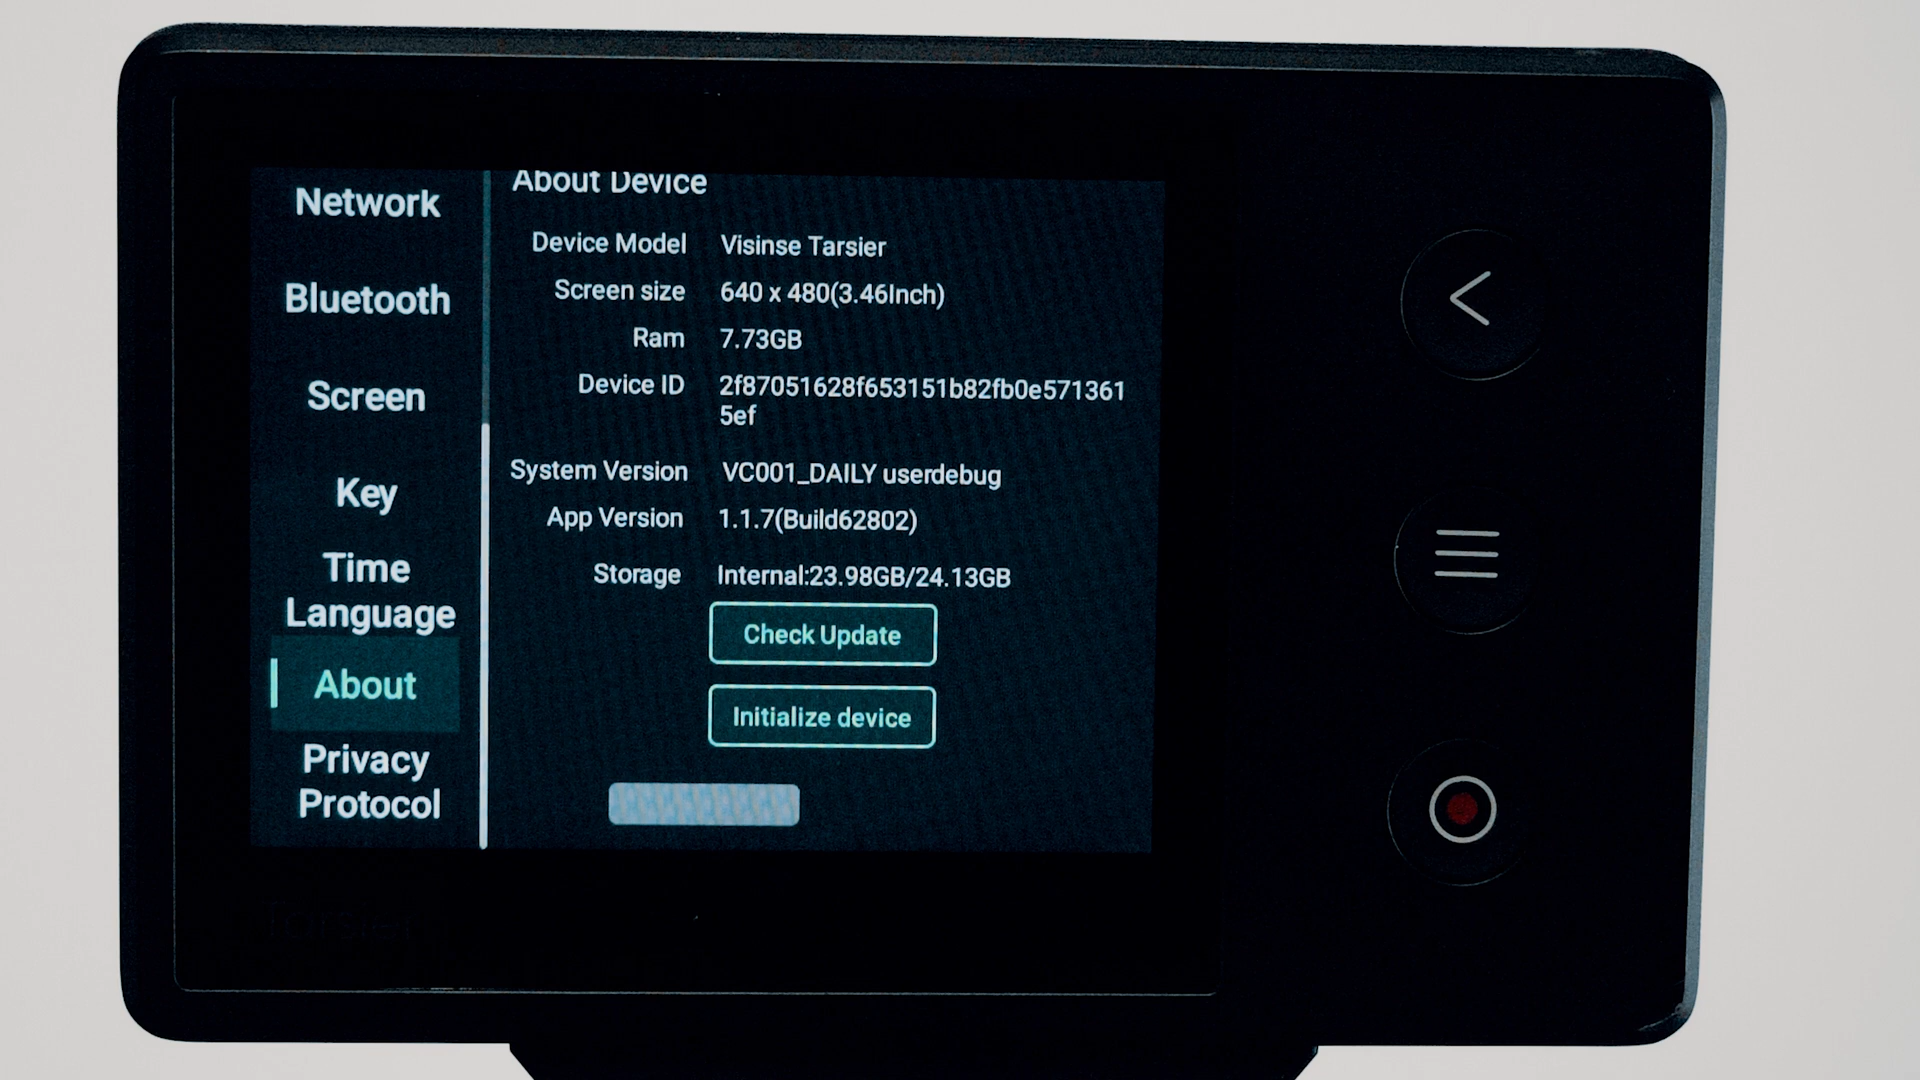 Network
Bluetooth
Screen
Key
Time
Language
About
Privacy
Protocol
About Device
Device Model Visinse Tarsier
Screen size 640 x 480(3.46Inch)
Ram 7.73GB
Device ID 2f87051628f653151b82fb0e571361
5ef
System Version VC001_DAILY userdebug
App Version 1.1.7(Build62802)
Storage Internal:23.98GB/24.13GB
Check Update
Initialize device
Tarsier